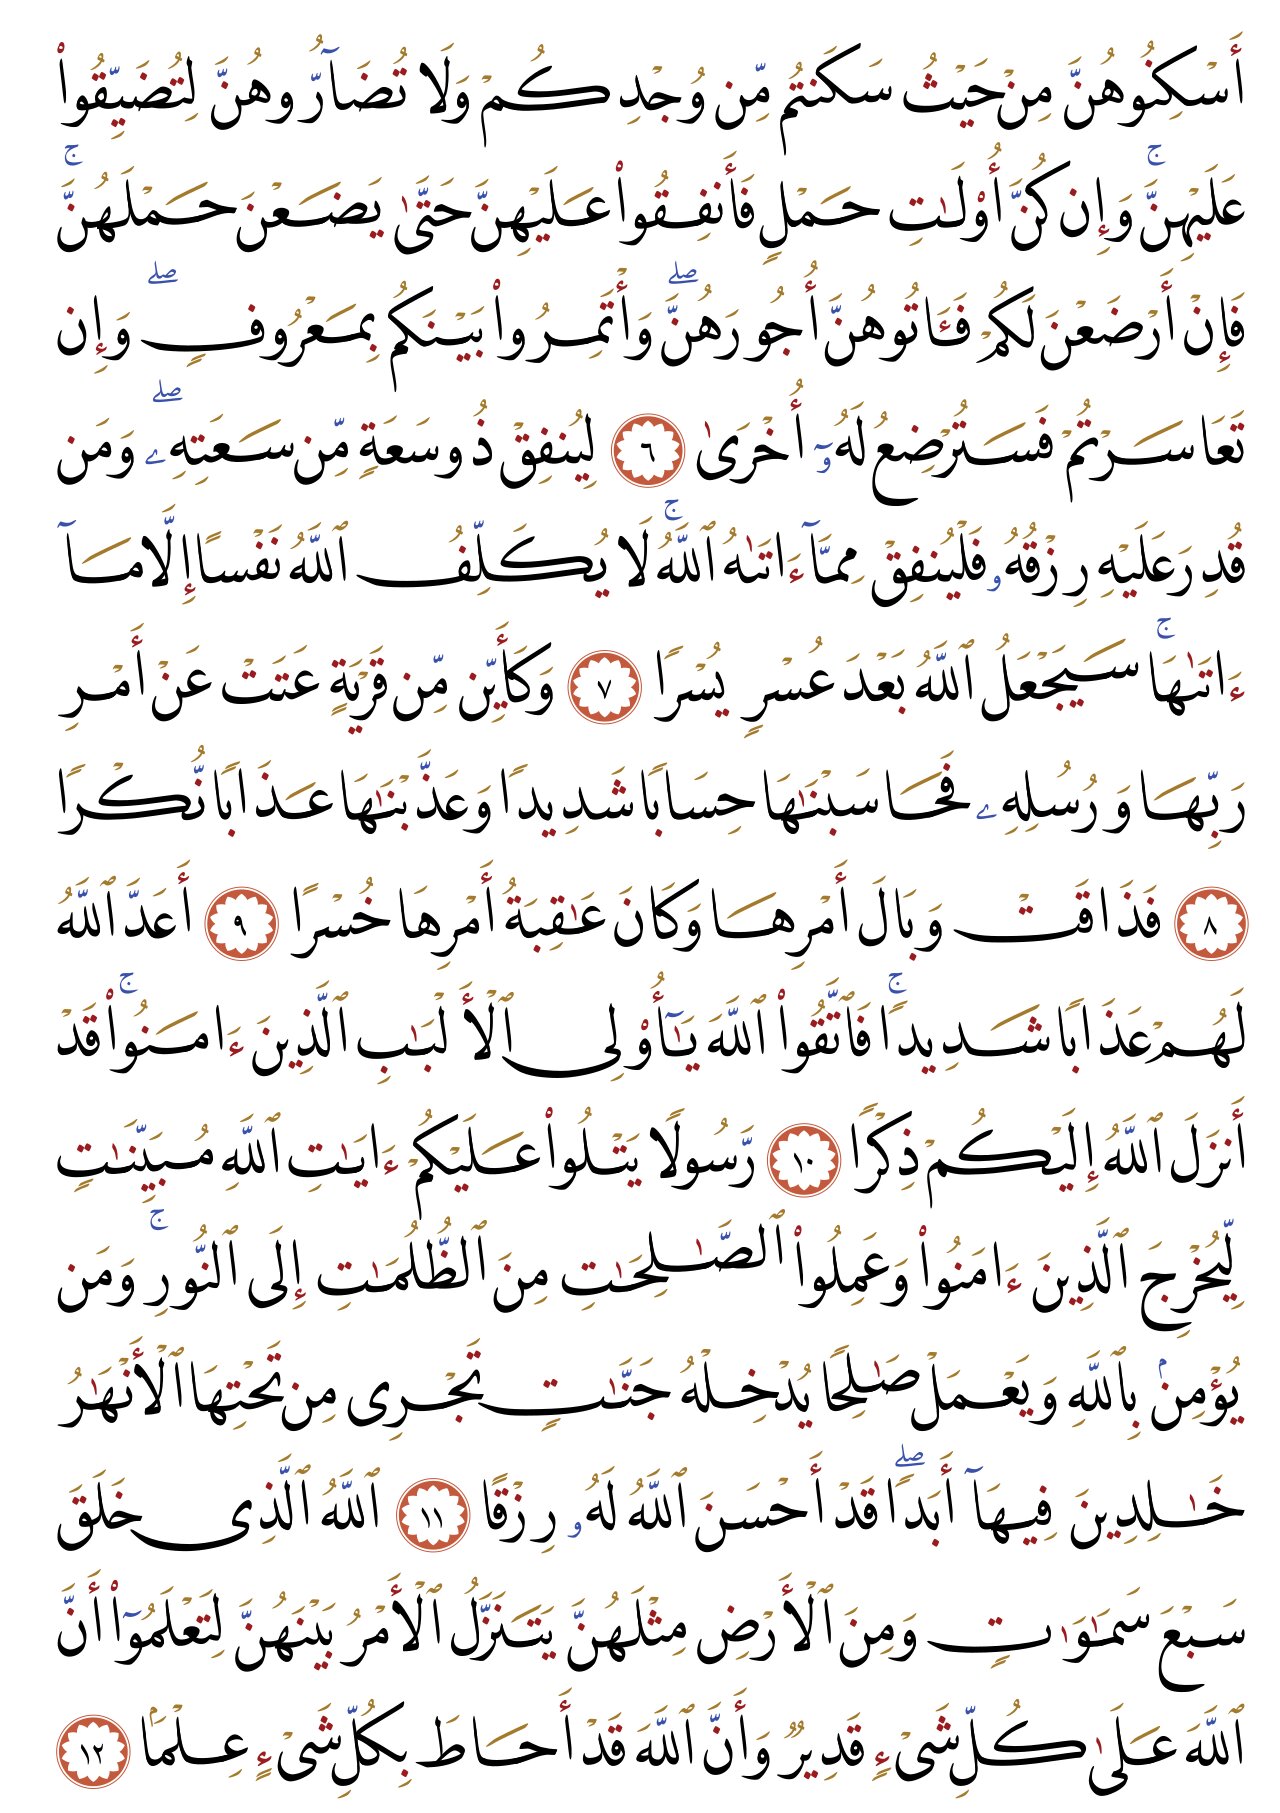 أَسْكِنُوهُنَّ مِنْ حَيْثُ سَكَنتُم مِّن وُجْدِكُمْ وَلَا تُضَآرُّوهُنَّ لِتُضَيِّقُوا۟
عَلَيْهِنَّ ۚ وَإِن كُنَّ أُو۟لَـٰتِ حَمْلٍ فَأَنفِقُوا۟ عَلَيْهِنَّ حَتَّىٰ يَضَعْنَ حَمْلَهُنَّ ۚ
فَإِنْ أَرْضَعْنَ لَكُمْ فَـَٔاتُوهُنَّ أُجُورَهُنَّ ۖ وَأْتَمِرُوا۟ بَيْنَكُم بِمَعْرُوفٍ ۖ وَإِن
تَعَاسَرْتُمْ فَسَتُرْضِعُ لَهُۥٓ أُخْرَىٰ ٦ لِيُنفِقْ ذُو سَعَةٍ مِّن سَعَتِهِۦ ۖ وَمَن
قُدِرَ عَلَيْهِ رِزْقُهُۥ فَلْيُنفِقْ مِمَّآ ءَاتَىٰهُ ٱللَّهُ ۚ لَا يُكَلِّفُ ٱللَّهُ نَفْسًا إِلَّا مَآ
ءَاتَىٰهَا ۚ سَيَجْعَلُ ٱللَّهُ بَعْدَ عُسْرٍ يُسْرًا ٧ وَكَأَيِّن مِّن قَرْيَةٍ عَتَتْ عَنْ أَمْرِ
رَبِّهَا وَرُسُلِهِۦ فَحَاسَبْنَـٰهَا حِسَابًا شَدِيدًا وَعَذَّبْنَـٰهَا عَذَابًا نُّكْرًا
٨ فَذَاقَتْ وَبَالَ أَمْرِهَا وَكَانَ عَـٰقِبَةُ أَمْرِهَا خُسْرًا ٩ أَعَدَّ ٱللَّهُ
لَهُمْ عَذَابًا شَدِيدًا ۚ فَٱتَّقُوا۟ ٱللَّهَ يَـٰٓأُو۟لِى ٱلْأَلْبَـٰبِ ٱلَّذِينَ ءَامَنُوا۟ ۚ قَدْ
أَنزَلَ ٱللَّهُ إِلَيْكُمْ ذِكْرًا ١٠ رَّسُولًا يَتْلُوا۟ عَلَيْكُمْ ءَايَـٰتِ ٱللَّهِ مُبَيِّنَـٰتٍ
لِّيُخْرِجَ ٱلَّذِينَ ءَامَنُوا۟ وَعَمِلُوا۟ ٱلصَّـٰلِحَـٰتِ مِنَ ٱلظُّلُمَـٰتِ إِلَى ٱلنُّورِ ۚ وَمَن
يُؤْمِنۢ بِٱللَّهِ وَيَعْمَلْ صَـٰلِحًا يُدْخِلْهُ جَنَّـٰتٍ تَجْرِى مِن تَحْتِهَا ٱلْأَنْهَـٰرُ
خَـٰلِدِينَ فِيهَآ أَبَدًا ۖ قَدْ أَحْسَنَ ٱللَّهُ لَهُۥ رِزْقًا ١١ ٱللَّهُ ٱلَّذِى خَلَقَ
سَبْعَ سَمَـٰوَٰتٍ وَمِنَ ٱلْأَرْضِ مِثْلَهُنَّ يَتَنَزَّلُ ٱلْأَمْرُ بَيْنَهُنَّ لِتَعْلَمُوٓا۟ أَنَّ
ٱللَّهَ عَلَىٰ كُلِّ شَىْءٍ قَدِيرٌ وَأَنَّ ٱللَّهَ قَدْ أَحَاطَ بِكُلِّ شَىْءٍ عِلْمًۢا ١٢